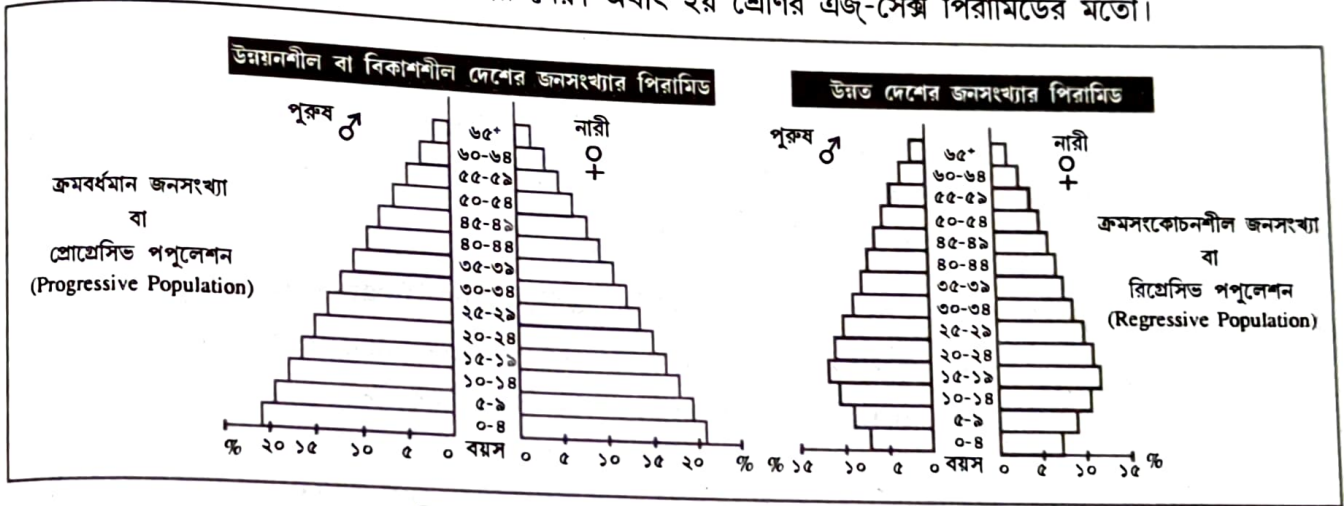 ২য় শ্রেণির এজ-সেক্স পিরামিডের মতো।
উন্নয়নশীল বা বিকাশশীল দেশের জনসংখ্যার পিরামিড
পুরুষ ♂
নারী ♀
ক্রমবর্ধমান জনসংখ্যা
বা
প্রোগ্রেসিভ পপুলেশন
(Progressive Population)
৬৫+
৬০-৬৪
৫৫-৫৯
৫০-৫৪
৪৫-৪৯
৪০-৪৪
৩৫-৩৯
৩০-৩৪
২৫-২৯
২০-২৪
১৫-১৯
১০-১৪
৫-৯
০-৪
% ২০ ১৫ ১০ ৫ ০ বয়স ০ ৫ ১০ ১৫ ২০ %
উন্নত দেশের জনসংখ্যার পিরামিড
পুরুষ ♂
নারী ♀
৬৫+
৬০-৬৪
৫৫-৫৯
৫০-৫৪
৪৫-৪৯
৪০-৪৪
৩৫-৩৯
৩০-৩৪
২৫-২৯
২০-২৪
১৫-১৯
১০-১৪
৫-৯
০-৪
% ১৫ ১০ ৫ ০ বয়স ০ ৫ ১০ ১৫ %
ক্রমসংকোচনশীল জনসংখ্যা
বা
রিগ্রেসিভ পপুলেশন
(Regressive Population)